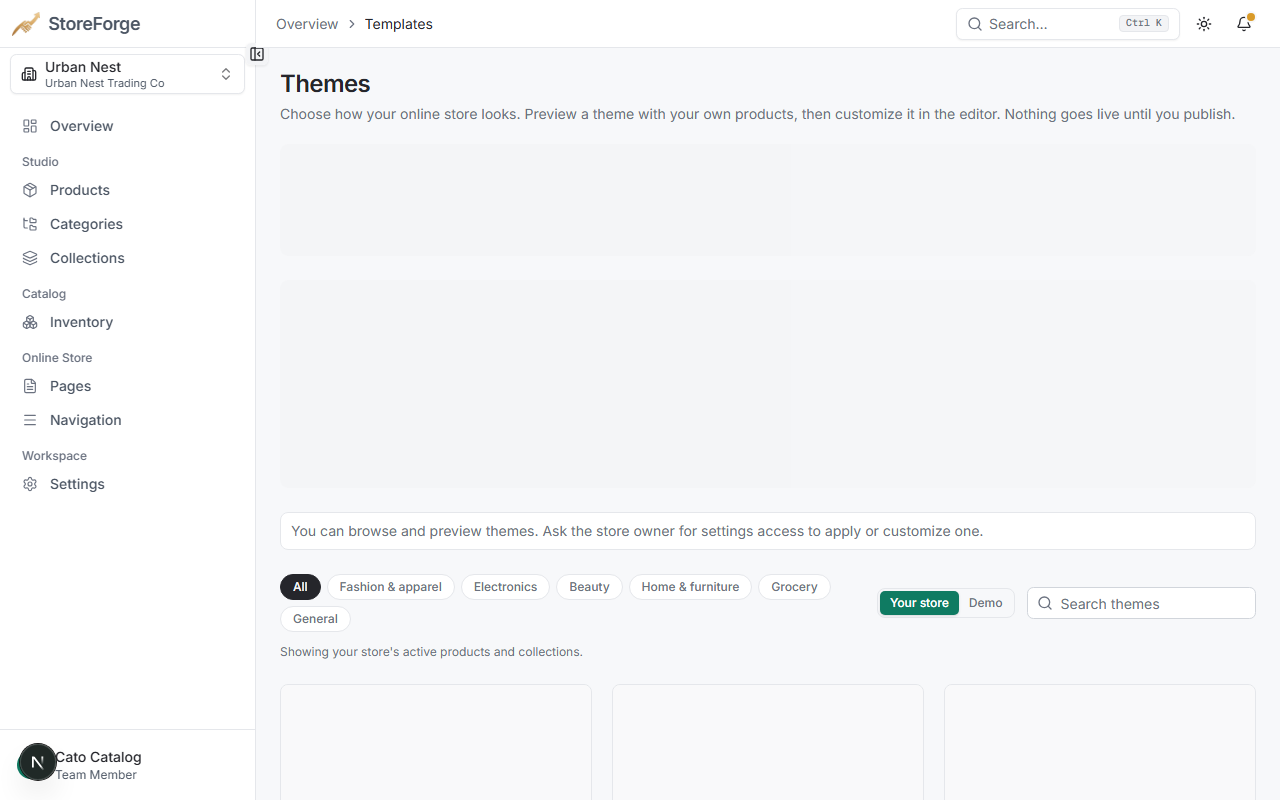 StoreForge
Overview > Templates
Search...
Ctrl K
Urban Nest
Urban Nest Trading Co
Overview
Studio
Products
Categories
Collections
Catalog
Inventory
Online Store
Pages
Navigation
Workspace
Settings
N
Cato Catalog
Team Member
Themes
Choose how your online store looks. Preview a theme with your own products, then customize it in the editor. Nothing goes live until you publish.
You can browse and preview themes. Ask the store owner for settings access to apply or customize one.
All
Fashion & apparel
Electronics
Beauty
Home & furniture
Grocery
General
Your store
Demo
Search themes
Showing your store's active products and collections.